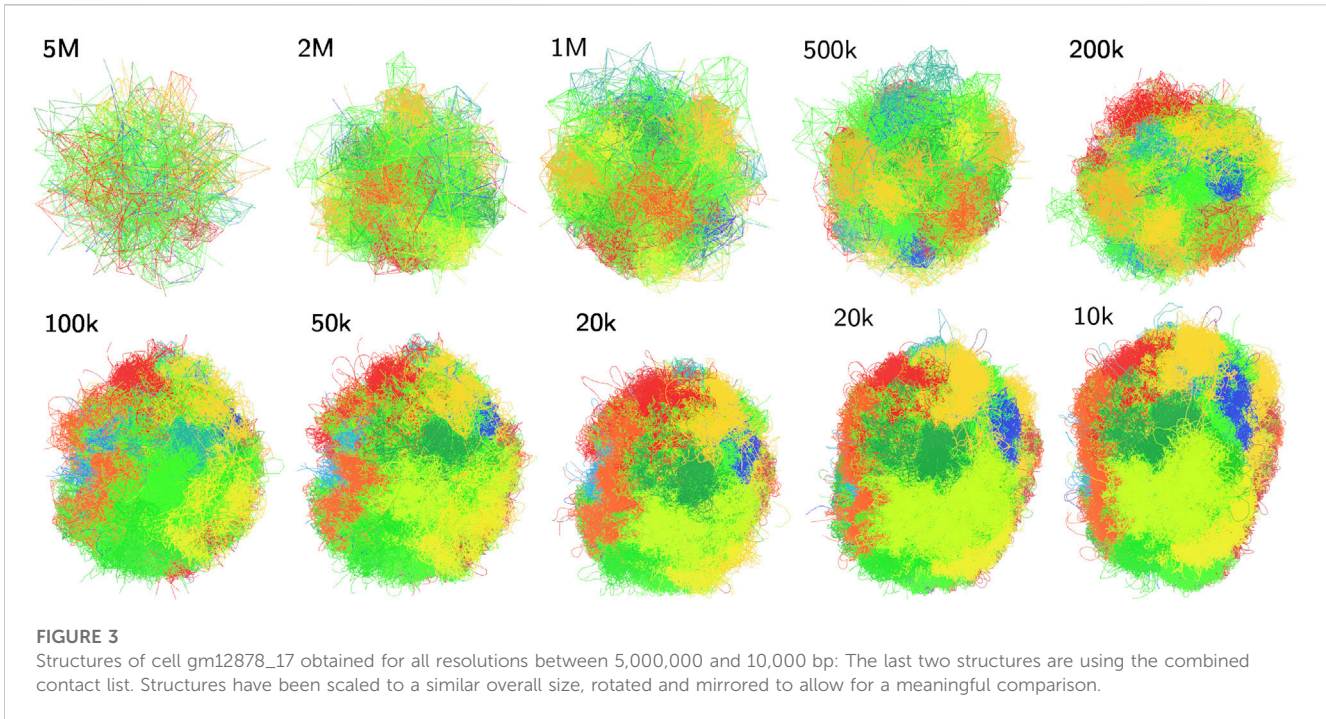 5M
2M
1M
500k
200k
100k
50k
20k
20k
10k
FIGURE 3
Structures of cell gm12878_17 obtained for all resolutions between 5,000,000 and 10,000 bp: The last two structures are using the combined
contact list. Structures have been scaled to a similar overall size, rotated and mirrored to allow for a meaningful comparison.